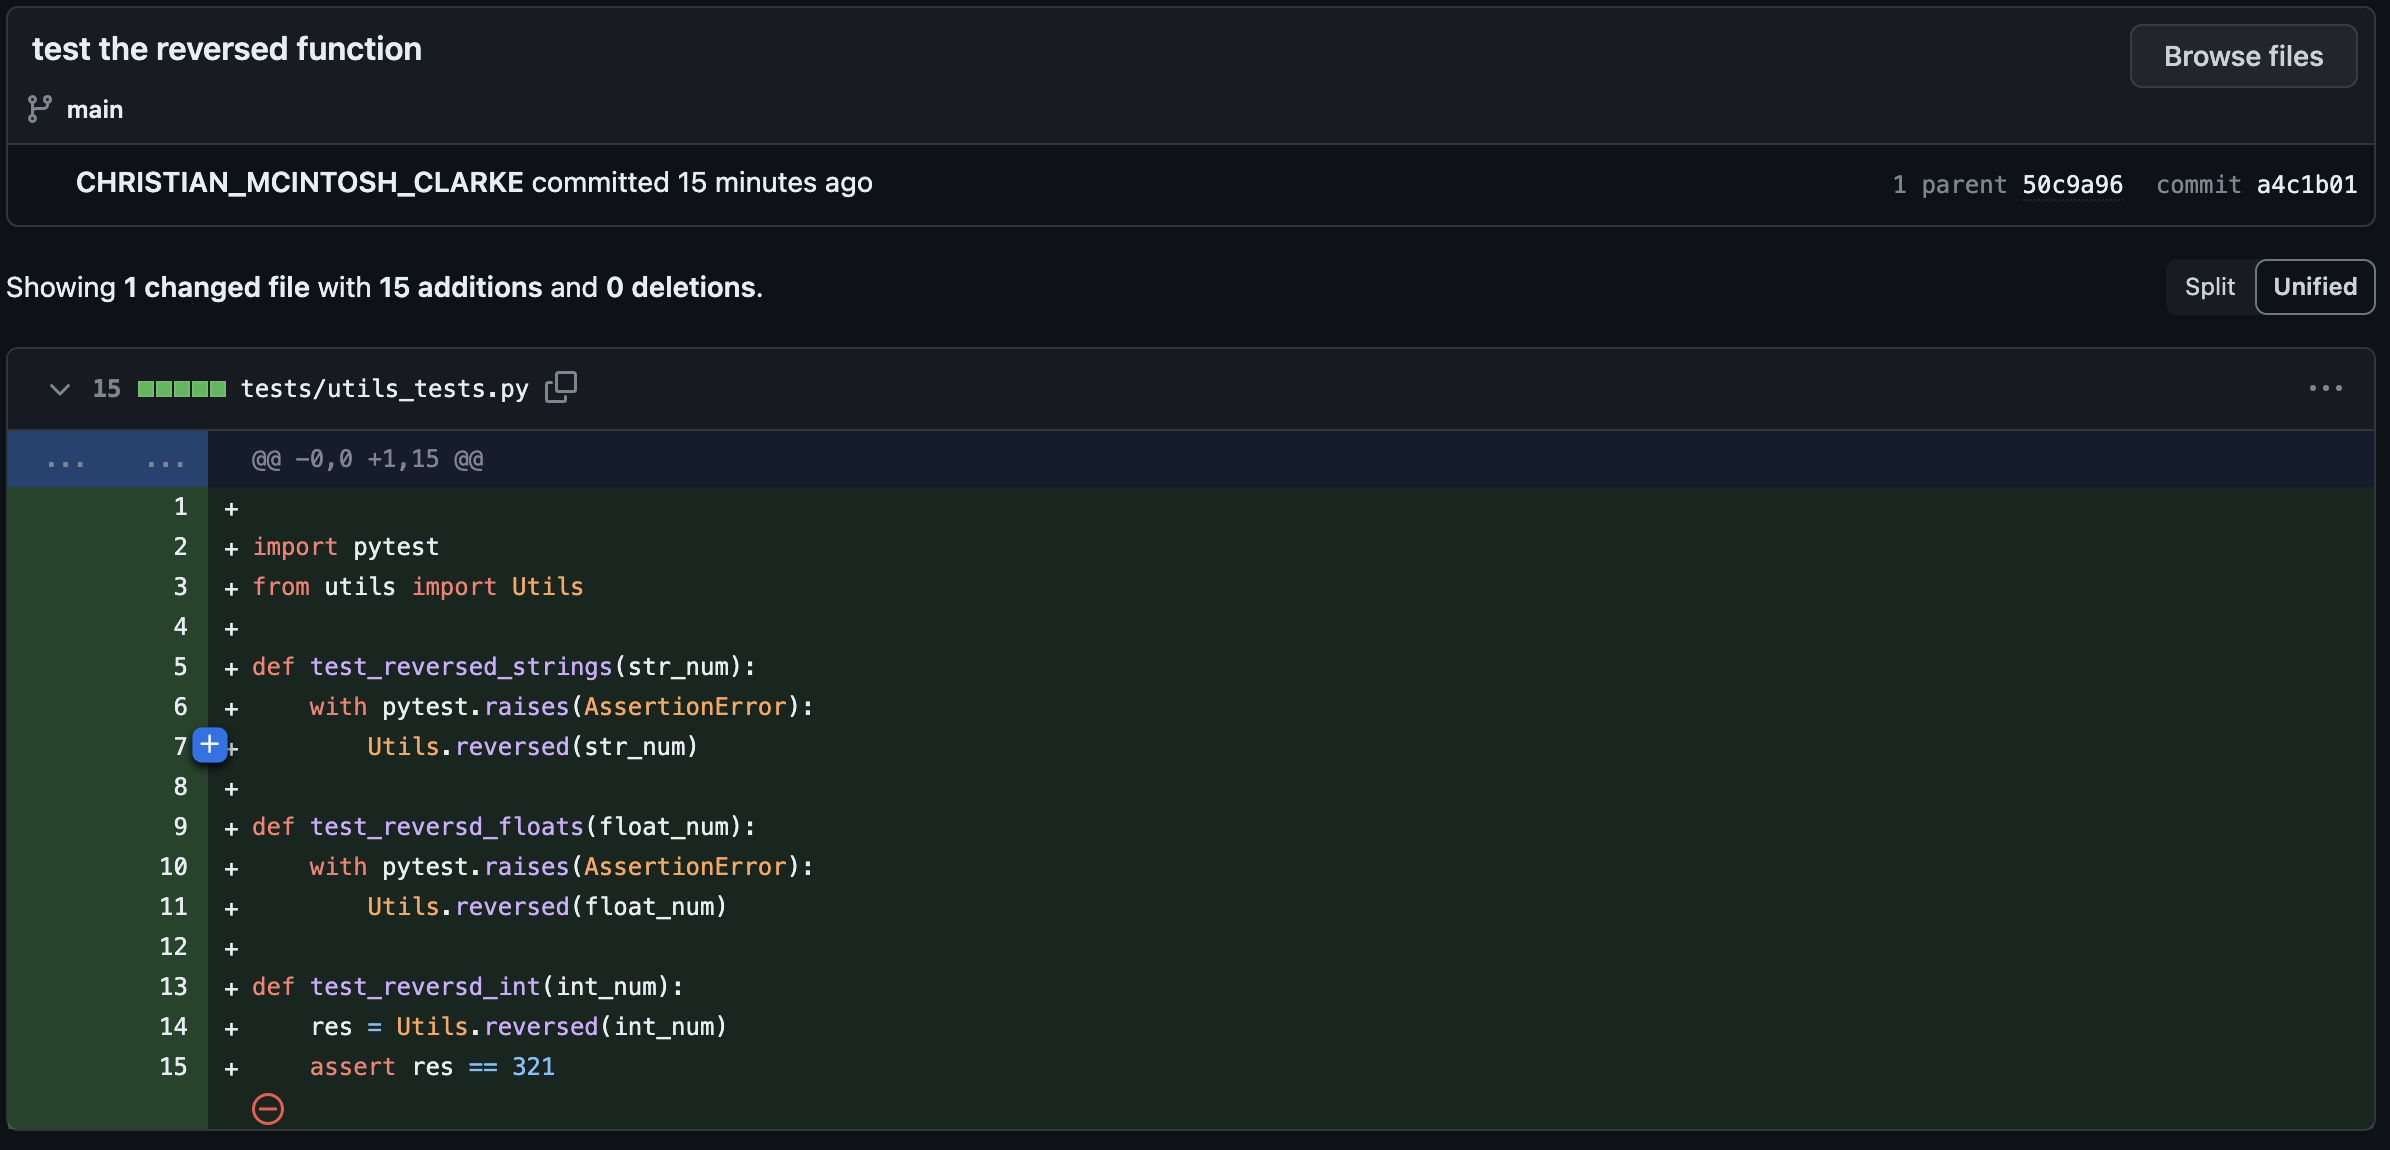 test the reversed function
Browse files
main
CHRISTIAN_MCINTOSH_CLARKE committed 15 minutes ago
1 parent 50c9a96 commit a4c1b01
Showing 1 changed file with 15 additions and 0 deletions.
Split Unified
15 tests/utils_tests.py ...
... ... @@ -0,0 +1,15 @@
1 +
2 + import pytest
3 + from utils import Utils
4 +
5 + def test_reversed_strings(str_num):
6 +     with pytest.raises(AssertionError):
7 + +         Utils.reversed(str_num)
8 +
9 + def test_reversd_floats(float_num):
10 +     with pytest.raises(AssertionError):
11 +         Utils.reversed(float_num)
12 +
13 + def test_reversd_int(int_num):
14 +     res = Utils.reversed(int_num)
15 +     assert res == 321